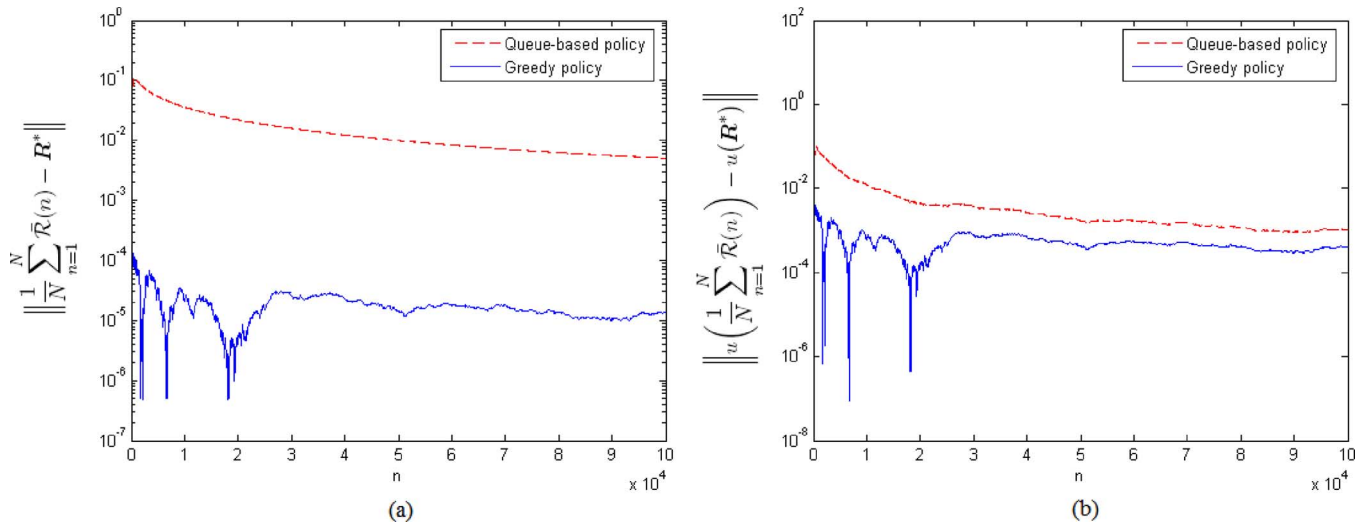 10^0
10^-1
10^-2
10^-3
10^-4
10^-5
10^-6
10^-7
‖ 1/N ∑_{n=1}^{N} \bar{𝓡}(n) − R* ‖
Queue-based policy
Greedy policy
0 1 2 3 4 5 6 7 8 9 10
n
x 10^4
(a)
10^2
10^0
10^-2
10^-4
10^-6
10^-8
‖ u( 1/N ∑_{n=1}^{N} \bar{𝓡}(n) ) − u(R*) ‖
Queue-based policy
Greedy policy
0 1 2 3 4 5 6 7 8 9 10
n
x 10^4
(b)